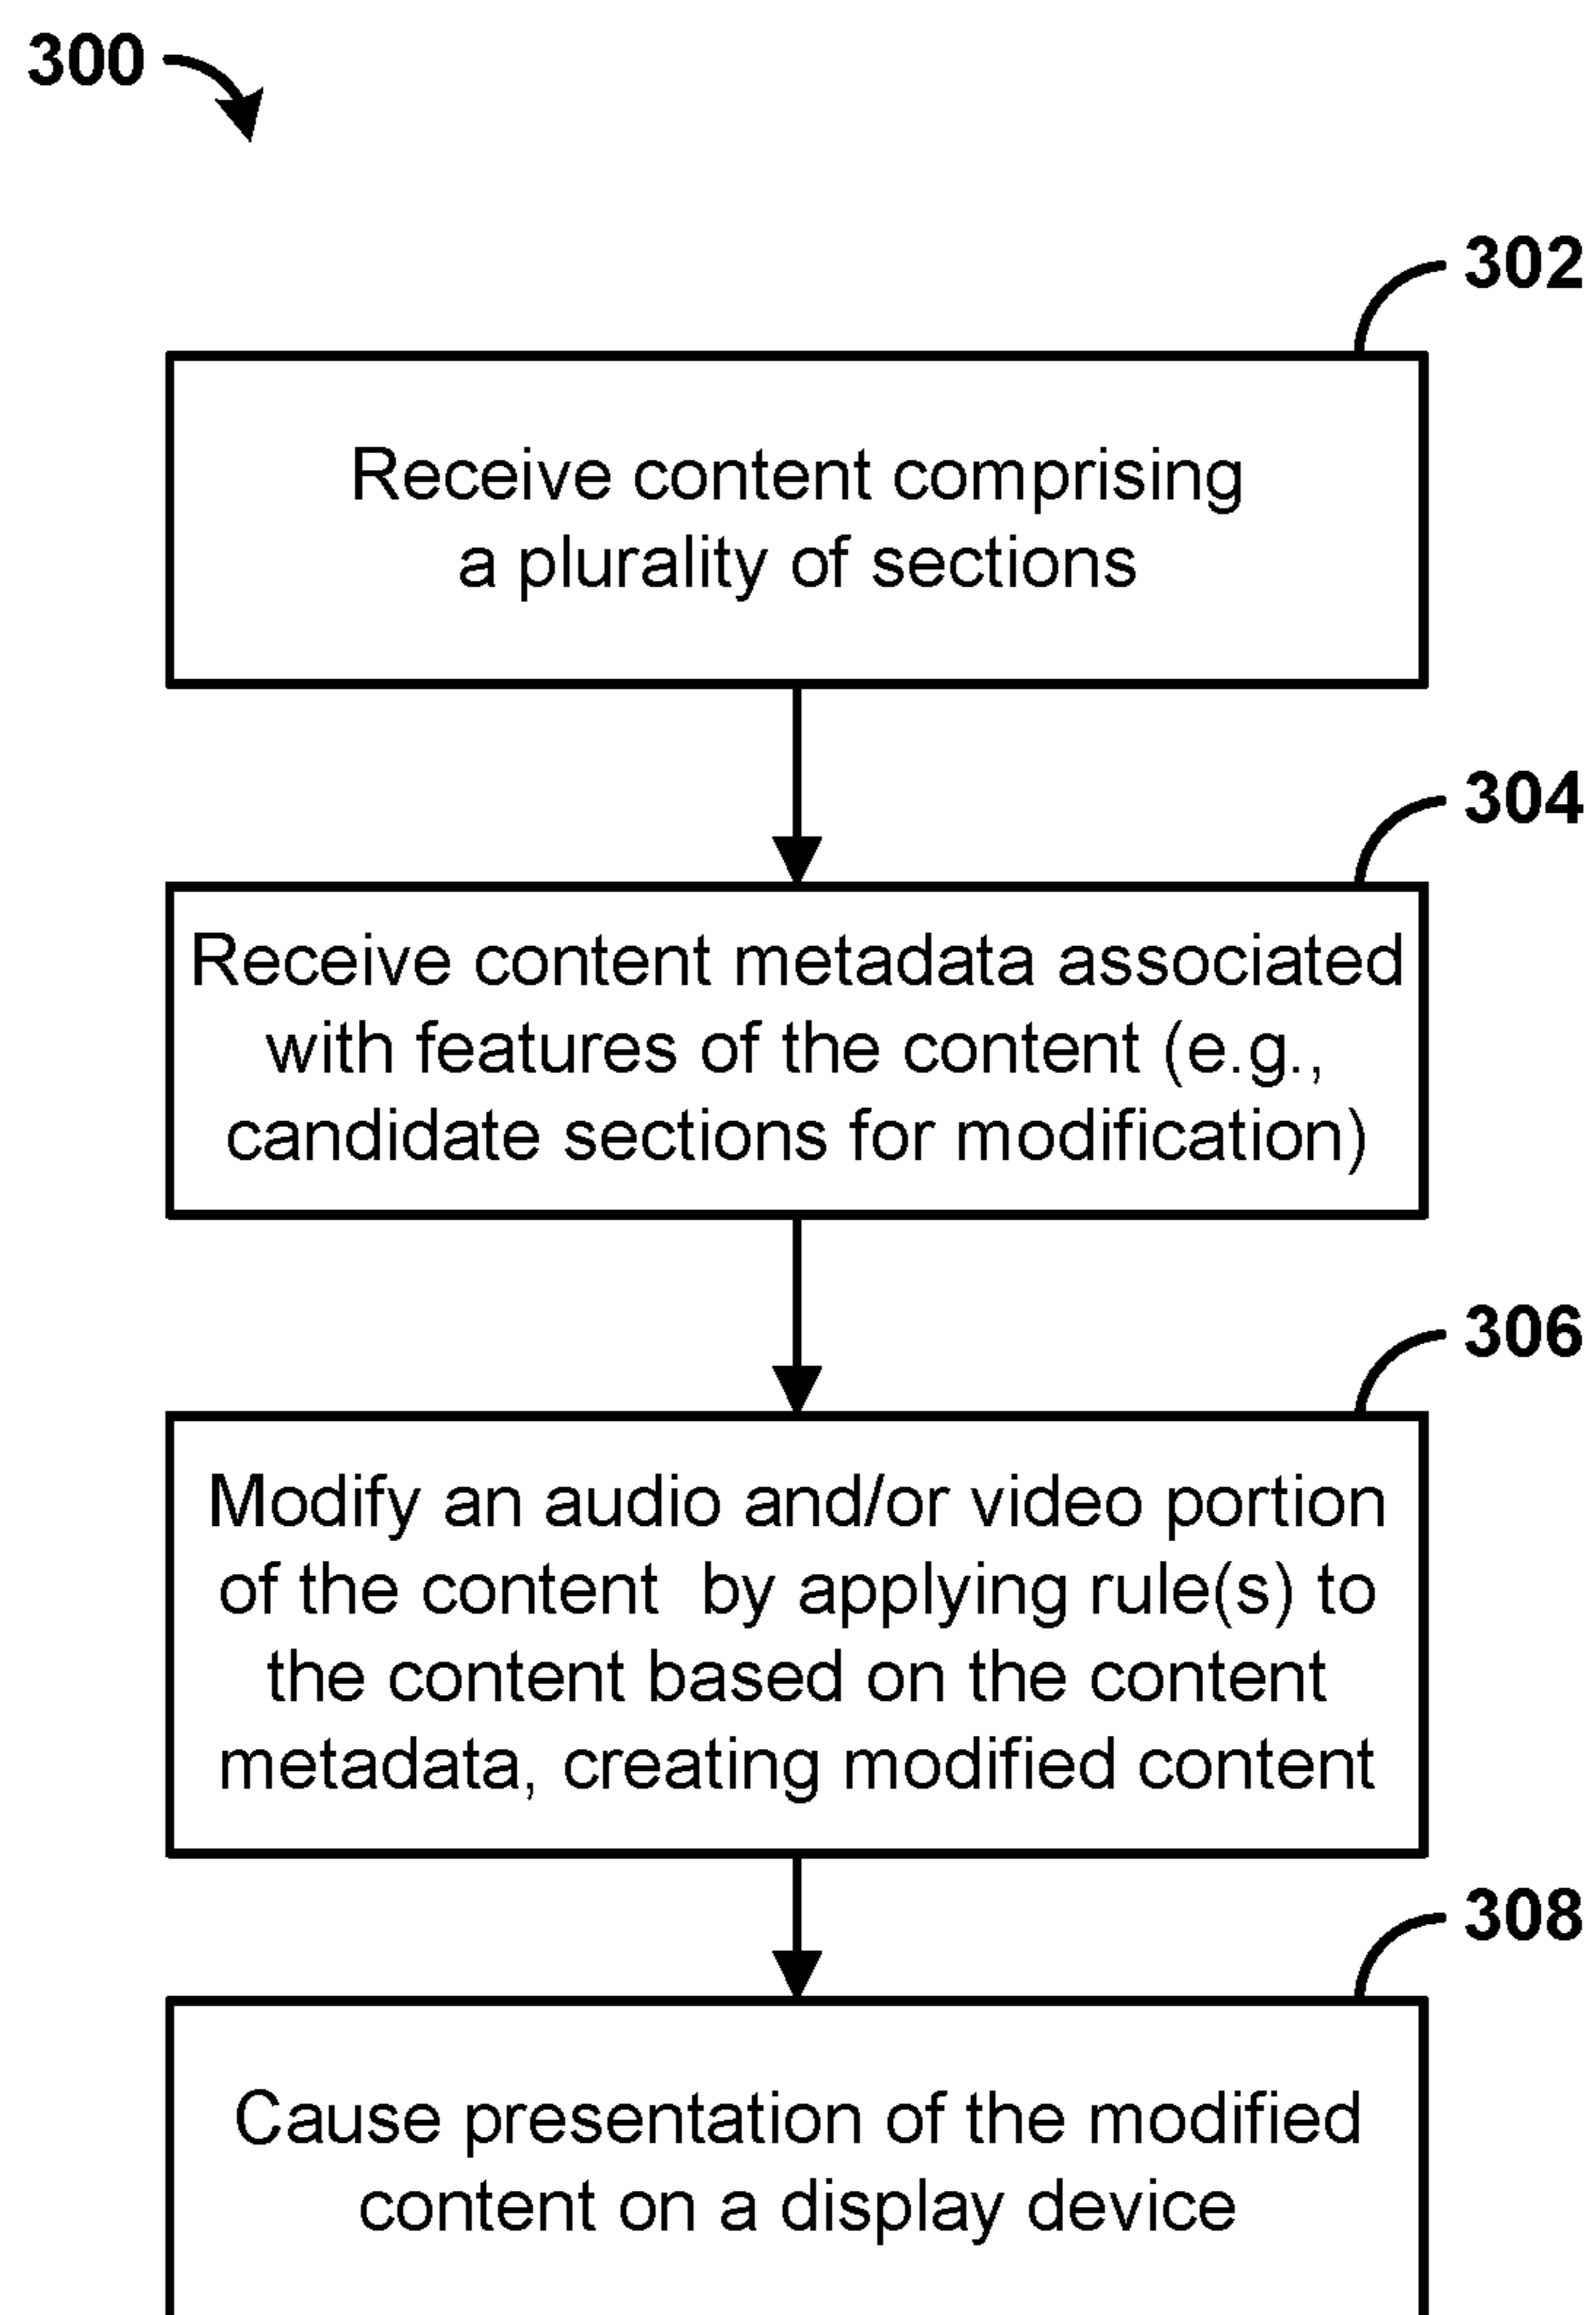 300
302
Receive content comprising
a plurality of sections
304
Receive content metadata associated
with features of the content (e.g.,
candidate sections for modification)
306
Modify an audio and/or video portion
of the content by applying rule(s) to
the content based on the content
metadata, creating modified content
308
Cause presentation of the modified
content on a display device